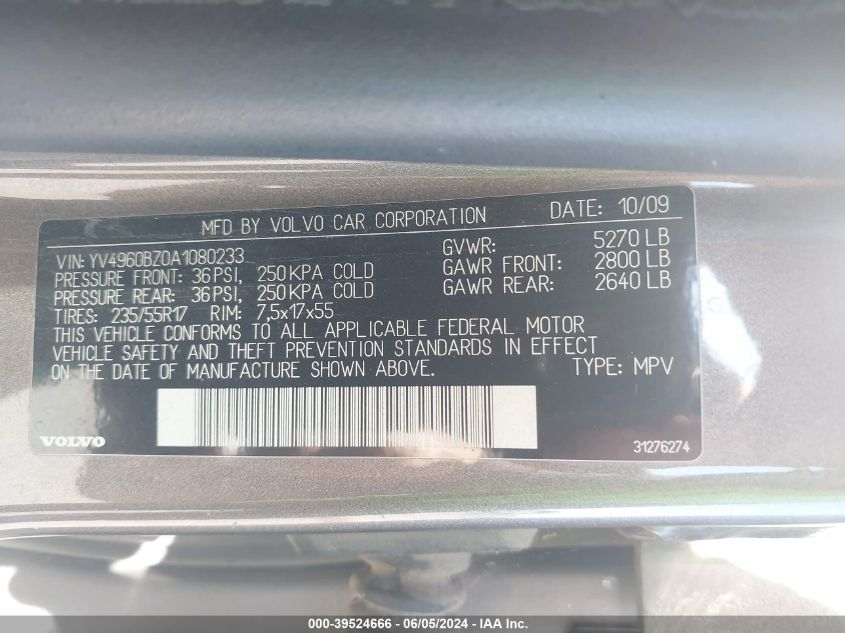 MFD BY VOLVO CAR CORPORATION DATE: 10/09
VIN: YV4960BZ0A1080233 GVWR: 5270 LB
PRESSURE FRONT: 36PSI, 250KPA COLD GAWR FRONT: 2800 LB
PRESSURE REAR: 36PSI, 250KPA COLD GAWR REAR: 2640 LB
TIRES: 235/55R17 RIM: 7,5x17x55
THIS VEHICLE CONFORMS TO ALL APPLICABLE FEDERAL MOTOR
VEHICLE SAFETY AND THEFT PREVENTION STANDARDS IN EFFECT
ON THE DATE OF MANUFACTURE SHOWN ABOVE. TYPE: MPV
VOLVO 31276274
000-39524666 - 06/05/2024 - IAA Inc.